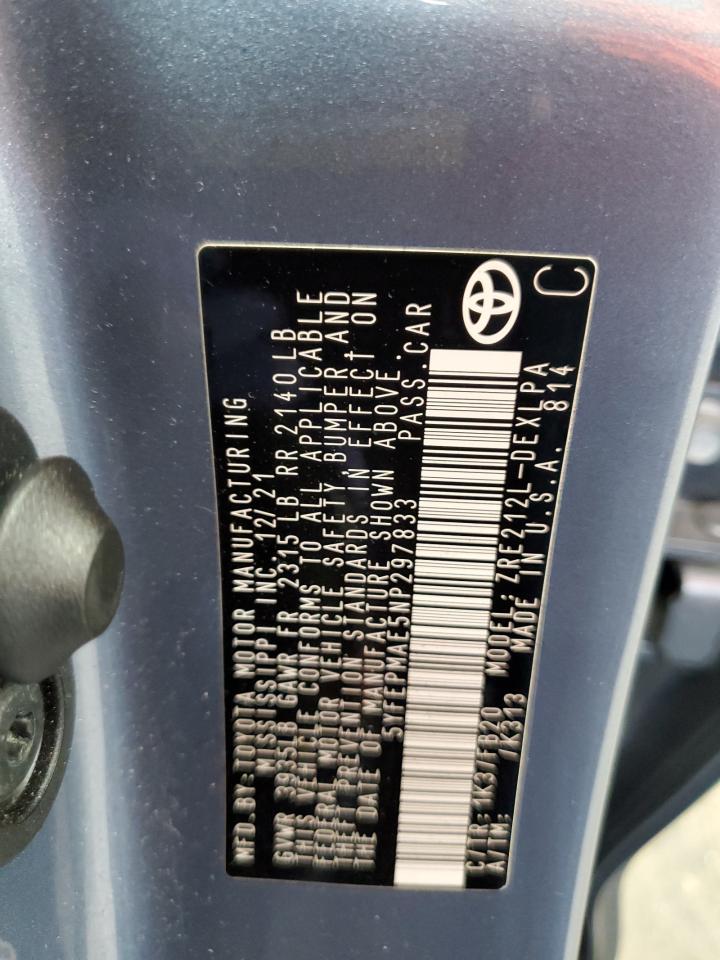 MFD.BY:TOYOTA MOTOR MANUFACTURING
MISSISSIPPI INC. 12/21
GVWR 3935LB GAWR FR 2315 LB RR 2140LB
THIS VEHICLE CONFORMS TO ALL APPLICABLE
FEDERAL MOTOR VEHICLE SAFETY,BUMPER,AND
THEFT PREVENTION STANDARDS IN EFFECT ON
THE DATE OF MANUFACTURE SHOWN ABOVE.
5YFEPMAE5NP297833 PASS.CAR
C/TR: 1K3/FB20 MODEL:ZRE212L-DEXLPA
A/TM: /K313 MADE IN U.S.A. 814
C